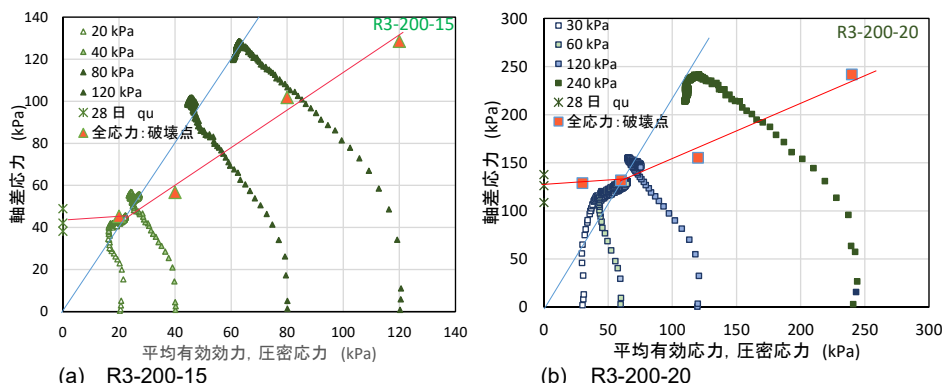 R3-200-15
140
120
100
80
60
40
20
0
軸差応力 (kPa)
20 kPa
40 kPa
80 kPa
120 kPa
28 日 qu
全応力：破壊点
0 20 40 60 80 100 120 140
平均有効効力，圧密応力 (kPa)
(a) R3-200-15
R3-200-20
300
250
200
150
100
50
0
軸差応力 (kPa)
30 kPa
60 kPa
120 kPa
240 kPa
28 日 qu
全応力：破壊点
0 50 100 150 200 250 300
平均有効応力，圧密応力 (kPa)
(b) R3-200-20